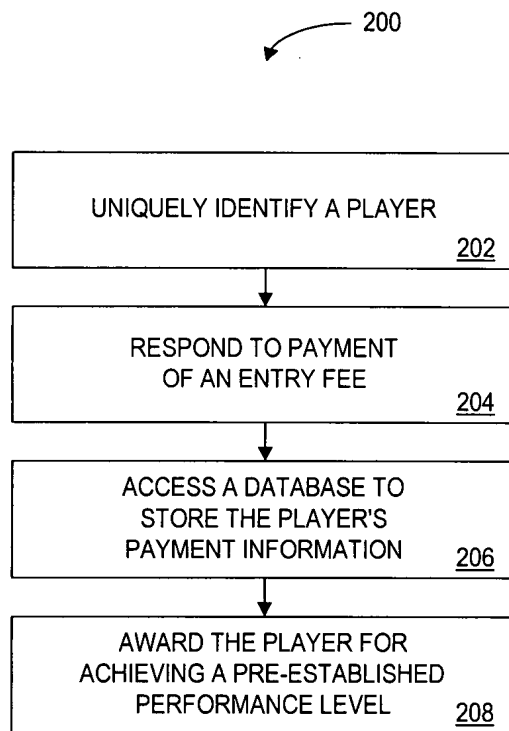 200
UNIQUELY IDENTIFY A PLAYER
202
RESPOND TO PAYMENT
OF AN ENTRY FEE
204
ACCESS A DATABASE TO
STORE THE PLAYER'S
PAYMENT INFORMATION
206
AWARD THE PLAYER FOR
ACHIEVING A PRE-ESTABLISHED
PERFORMANCE LEVEL
208